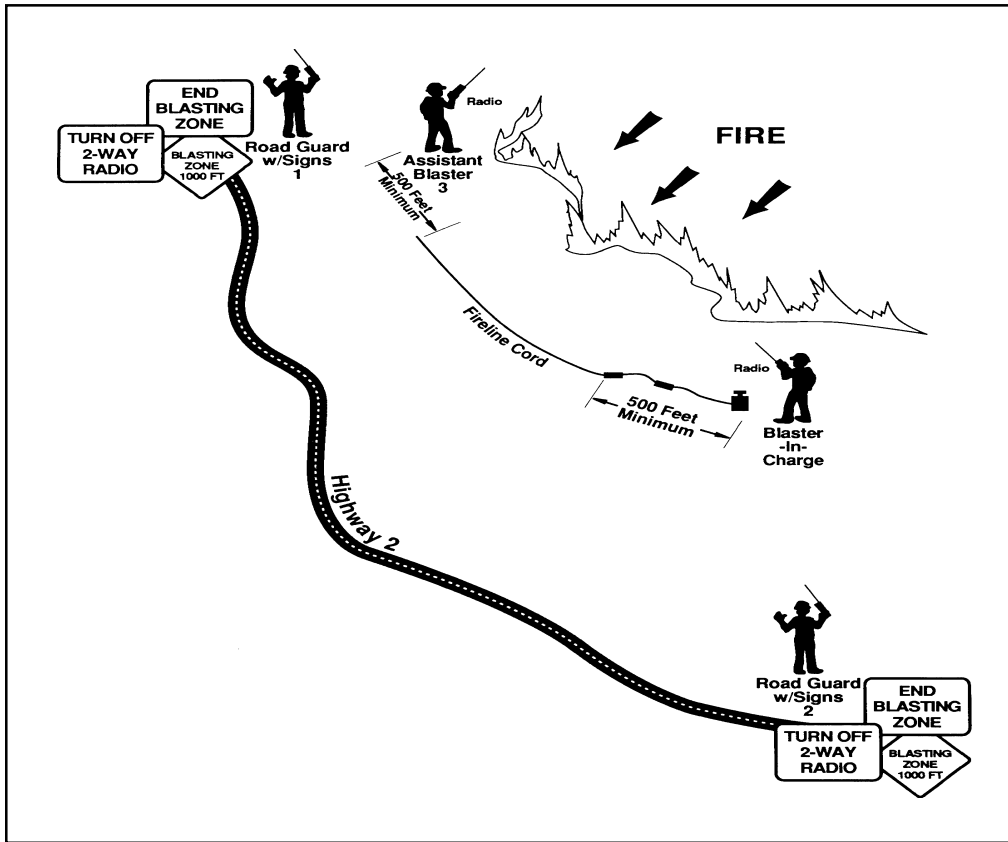 END
BLASTING
ZONE
TURN OFF
2-WAY
RADIO
BLASTING
ZONE
1000 FT
Road Guard
w/Signs
1
Radio
Assistant
Blaster
3
500 Feet
Minimum
FIRE
Fireline Cord
Radio
500 Feet
Minimum
Blaster
-In-
Charge
Highway 2
Road Guard
w/Signs
2
END
BLASTING
ZONE
TURN OFF
2-WAY
RADIO
BLASTING
ZONE
1000 FT